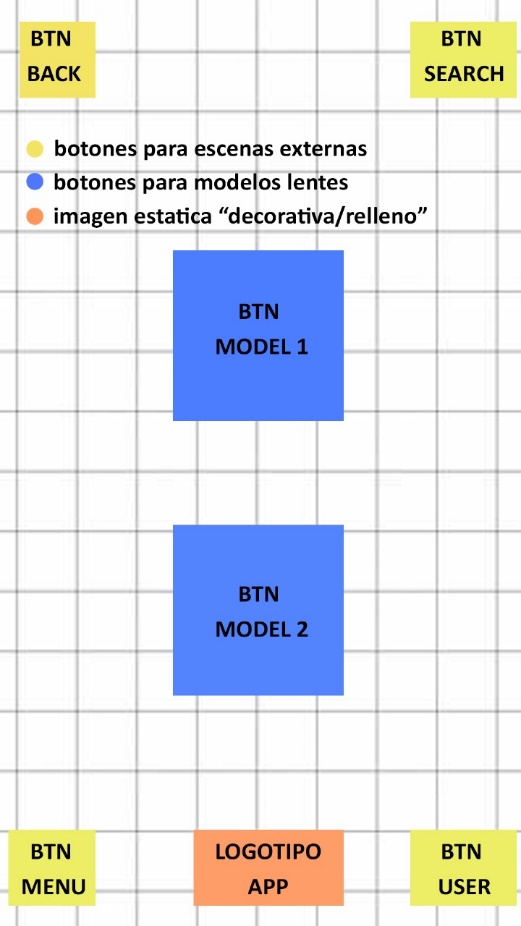 BTN
BACK
BTN
SEARCH
botones para escenas externas
botones para modelos lentes
imagen estatica “decorativa/relleno”
BTN
MODEL 1
BTN
MODEL 2
BTN
MENU
LOGOTIPO
APP
BTN
USER